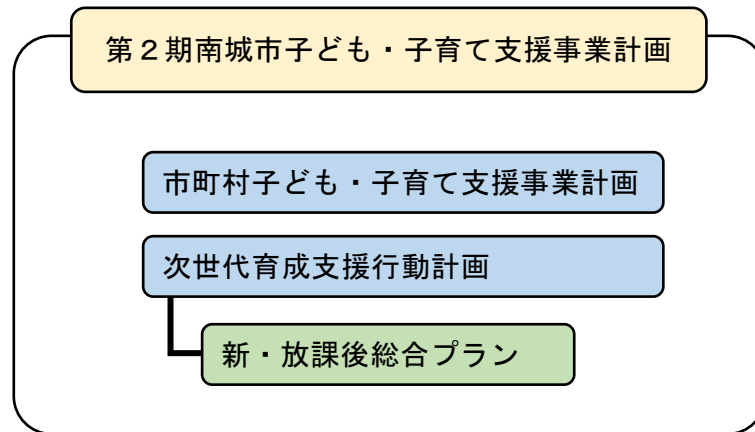 第２期南城市子ども・子育て支援事業計画
市町村子ども・子育て支援事業計画
次世代育成支援行動計画
新・放課後総合プラン